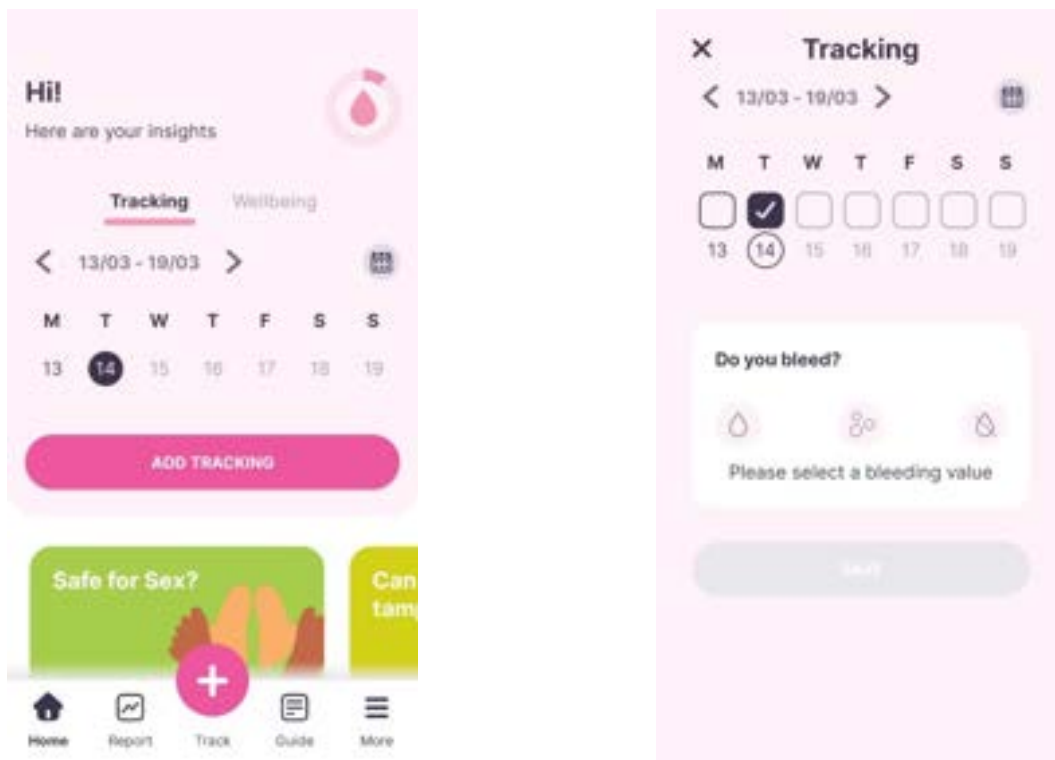 Hi!
Here are your insights
Tracking Wellbeing
13/03 - 19/03
M T W T F S S
13 14 15 16 17 18 19
ADD TRACKING
Safe for Sex?
Can
tam
Home Report Track Guide More
Tracking
13/03 - 19/03
M T W T F S S
13 14 15 16 17 18 19
Do you bleed?
Please select a bleeding value
SAVE